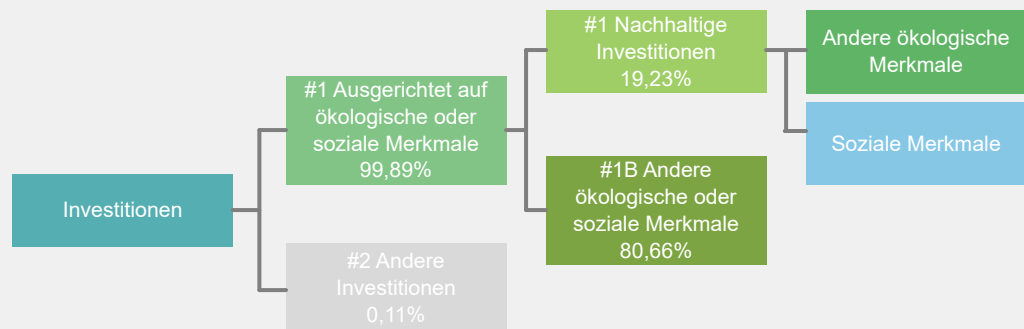 Investitionen
#1 Ausgerichtet auf
ökologische oder
soziale Merkmale
99,89%
#2 Andere
Investitionen
0,11%
#1 Nachhaltige
Investitionen
19,23%
#1B Andere
ökologische oder
soziale Merkmale
80,66%
Andere ökologische
Merkmale
Soziale Merkmale